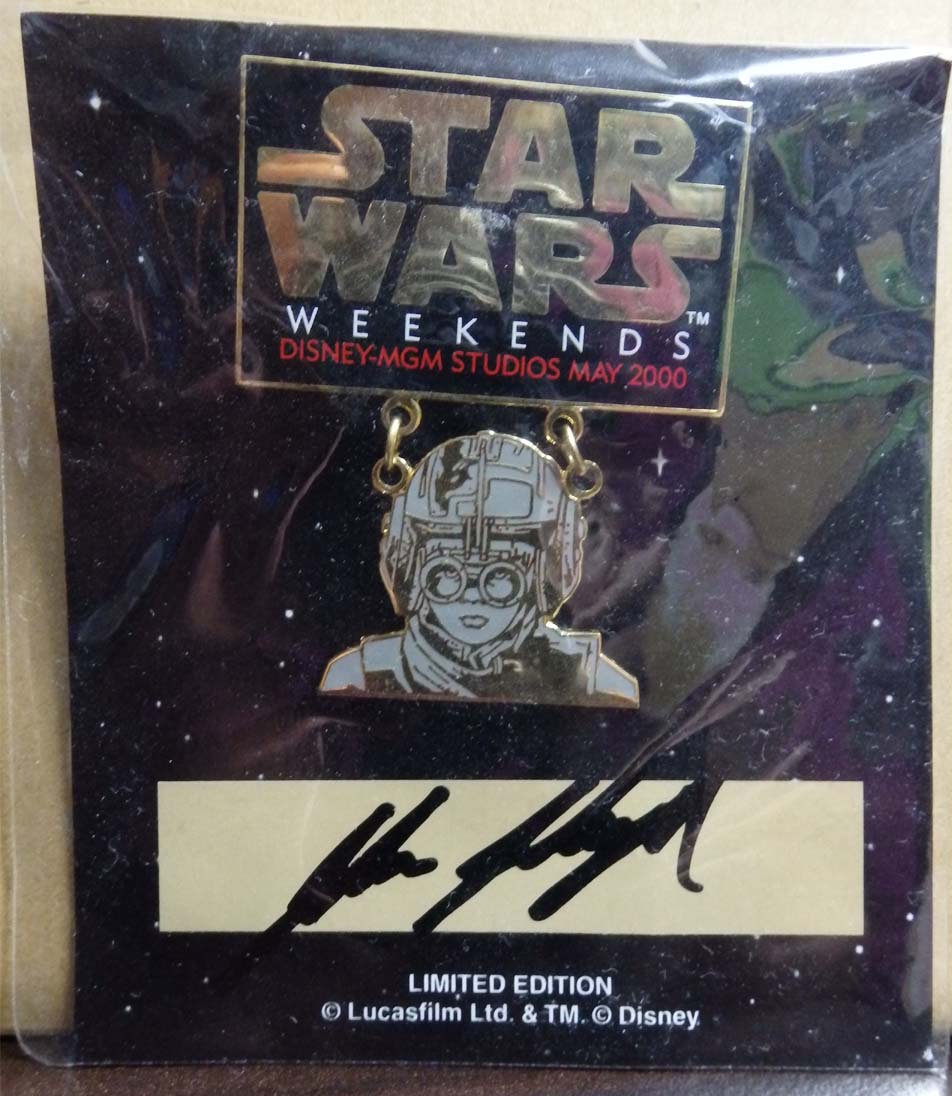 STAR
WARS
WEEKENDS™
DISNEY-MGM STUDIOS MAY 2000
LIMITED EDITION
© Lucasfilm Ltd. & TM. © Disney.